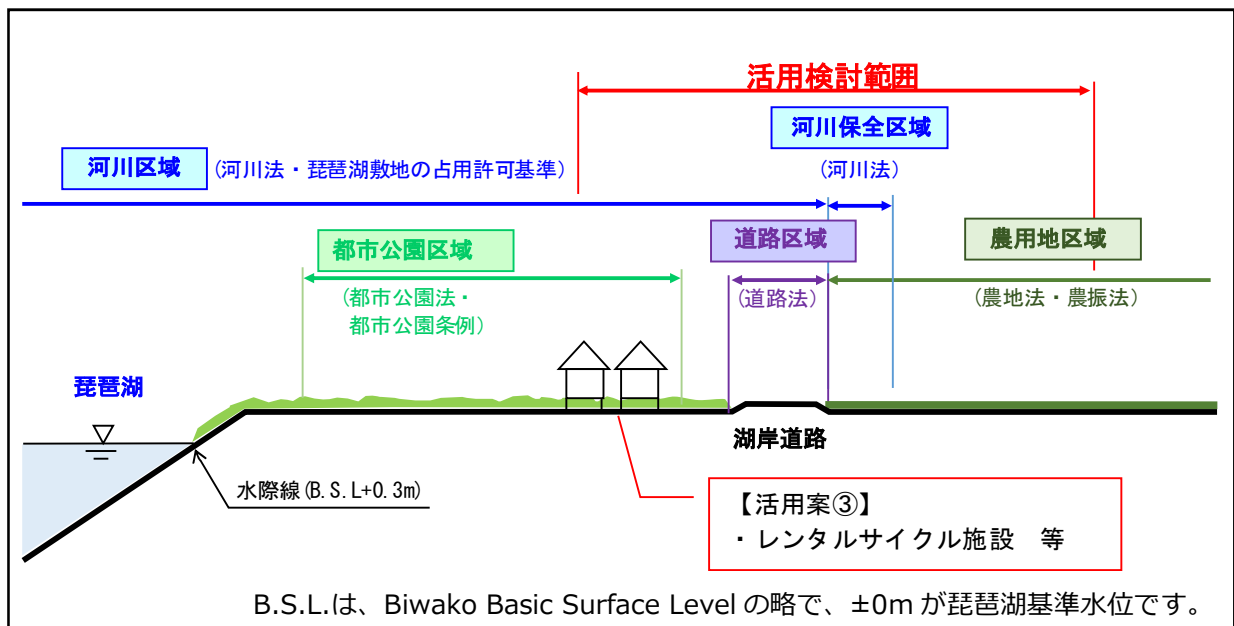 活用検討範囲
河川保全区域
(河川法)
河川区域 (河川法・琵琶湖敷地の占用許可基準)
都市公園区域
(都市公園法・
都市公園条例)
道路区域
(道路法)
農用地区域
(農地法・農振法)
琵琶湖
湖岸道路
水際線(B.S.L+0.3m)
【活用案③】
・レンタルサイクル施設　等
B.S.L.は、Biwako Basic Surface Level の略で、±0m が琵琶湖基準水位です。